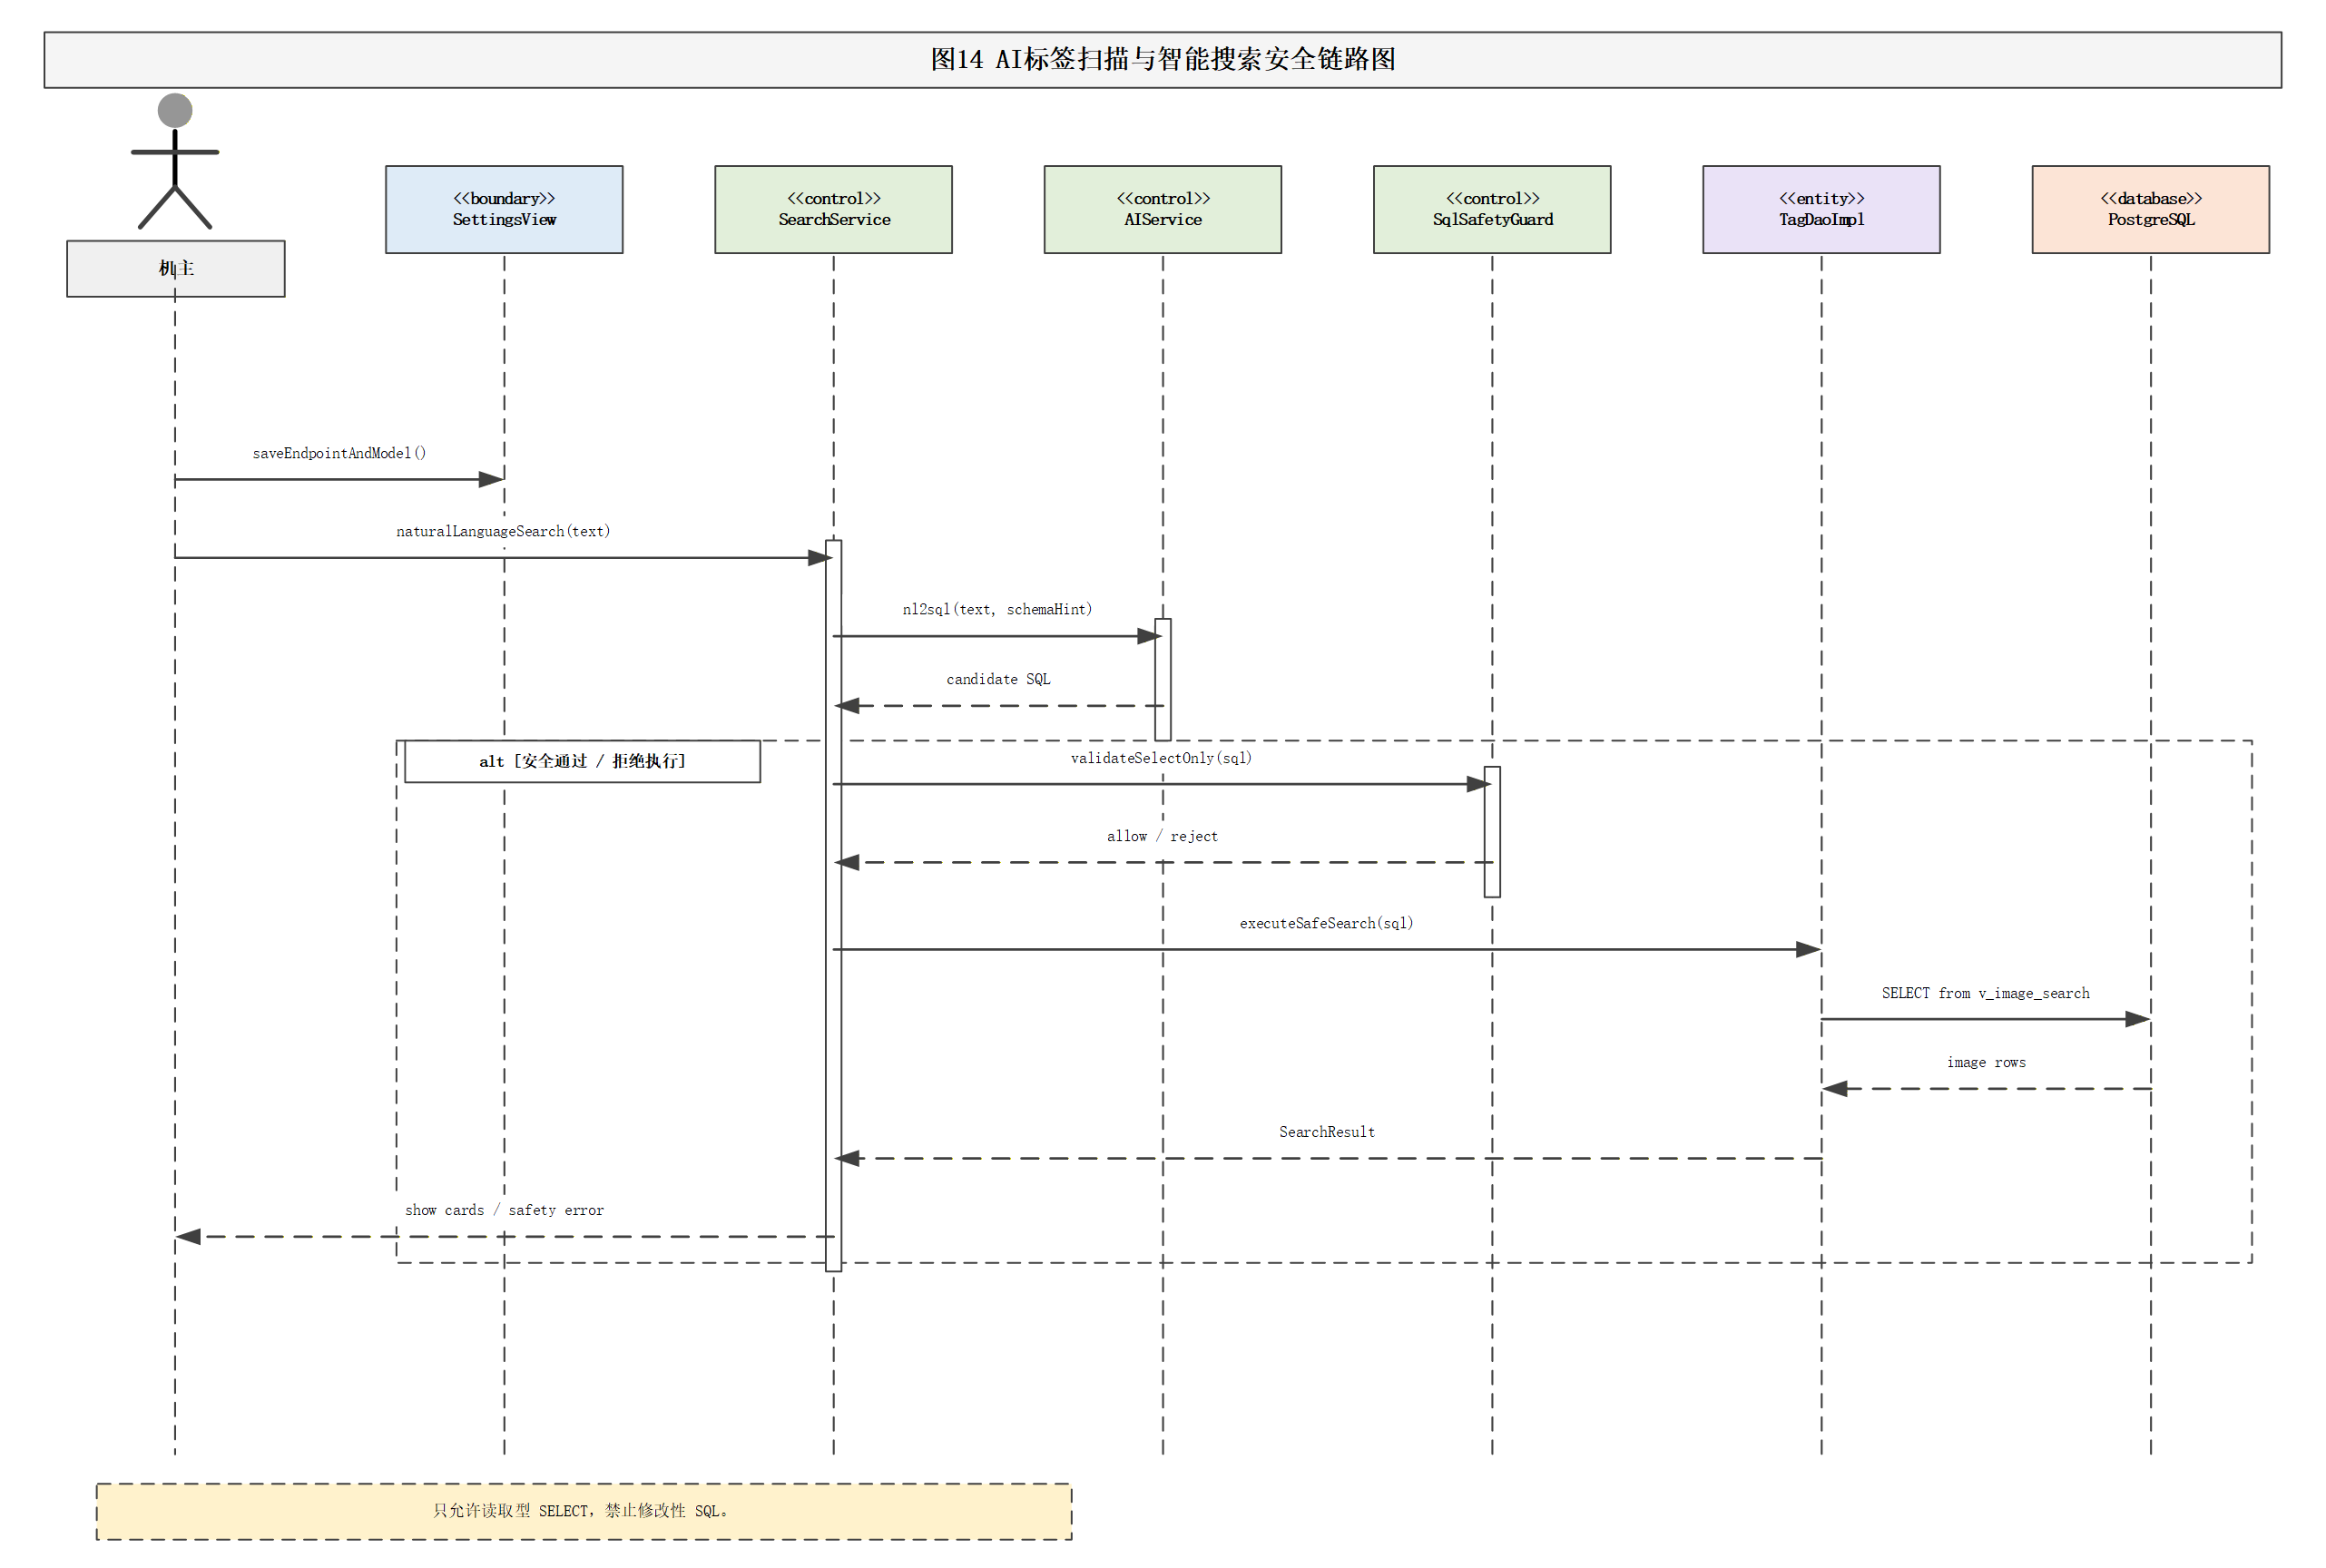 图14 AI标签扫描与智能搜索安全链路图
机主
<<boundary>>
SettingsView
<<control>>
SearchService
<<control>>
AIService
<<control>>
SqlSafetyGuard
<<entity>>
TagDaoImpl
<<database>>
PostgreSQL
saveEndpointAndModel()
naturalLanguageSearch(text)
nl2sql(text, schemaHint)
candidate SQL
alt [安全通过 / 拒绝执行]
validateSelectOnly(sql)
allow / reject
executeSafeSearch(sql)
SELECT from v_image_search
image rows
SearchResult
show cards / safety error
只允许读取型 SELECT，禁止修改性 SQL。